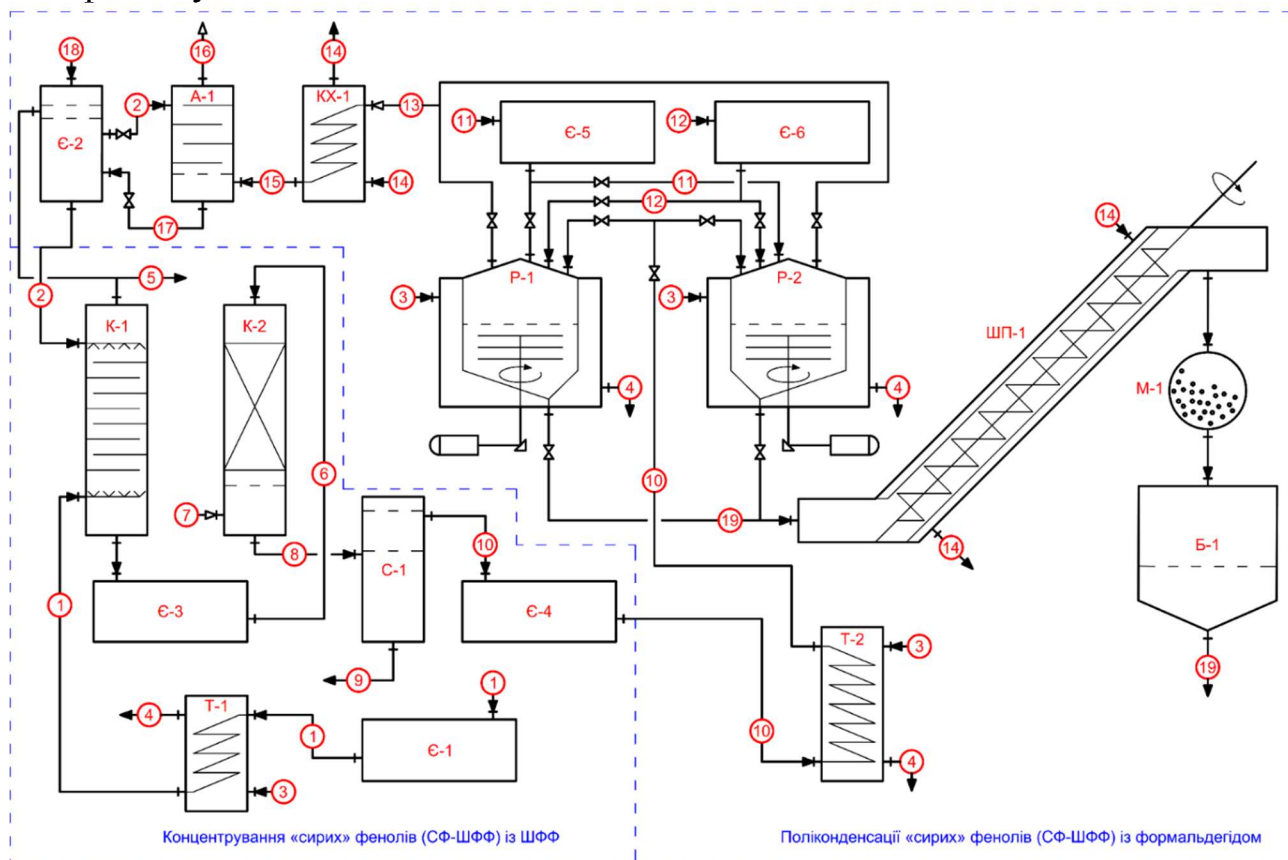 18
16
14
2
А-1
КХ-1
13
11
Є-5
12
Є-6
Є-2
15
14
11
12
17
14
2
5
3
Р-1
3
Р-2
К-1
К-2
ШП-1
4
4
М-1
6
10
7
8
10
19
14
С-1
Б-1
1
Є-3
Є-4
Т-2
3
19
9
1
4
Т-1
1
Є-1
10
4
3
Концентрування «сирих» фенолів (СФ-ШФФ) із ШФФ
Поліконденсації «сирих» фенолів (СФ-ШФФ) із формальдегідом